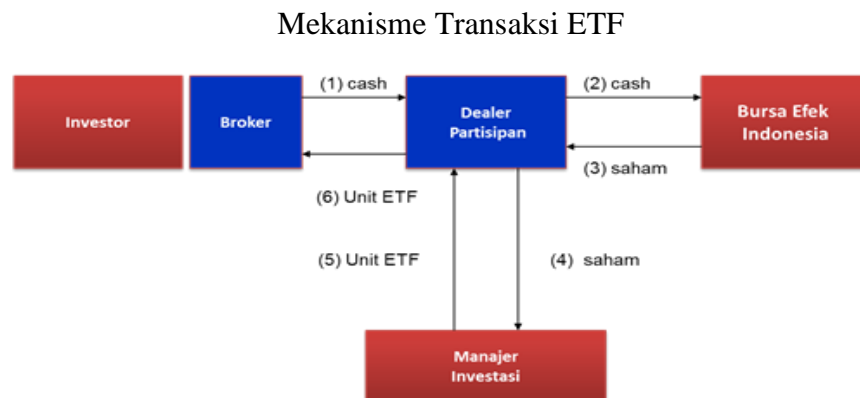 Mekanisme Transaksi ETF
(1) cash
(2) cash
Investor
Broker
Dealer
Partisipan
Bursa Efek
Indonesia
(3) saham
(6) Unit ETF
(5) Unit ETF
(4) saham
Manajer
Investasi